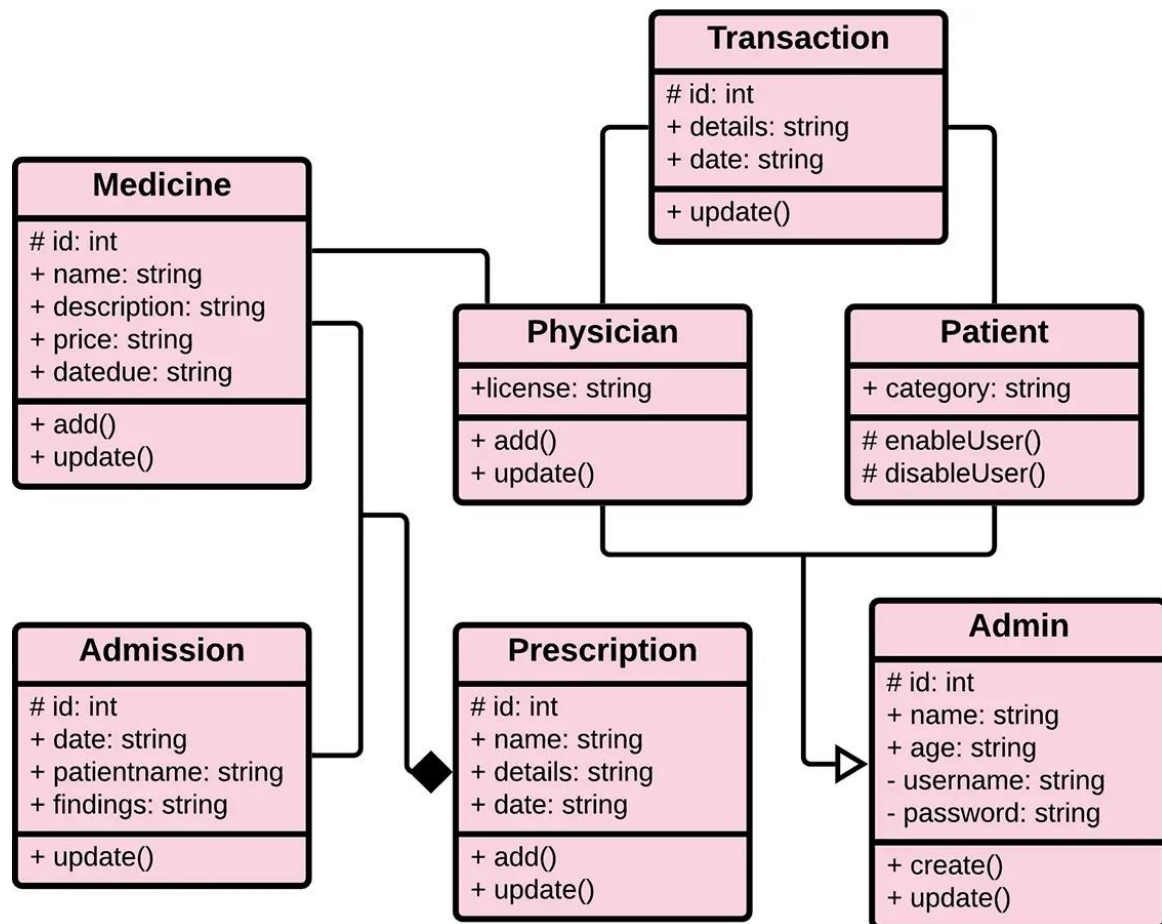 Transaction
# id: int
+ details: string
+ date: string
+ update()
Medicine
# id: int
+ name: string
+ description: string
+ price: string
+ datedue: string
+ add()
+ update()
Physician
+license: string
+ add()
+ update()
Patient
+ category: string
# enableUser()
# disableUser()
Admission
# id: int
+ date: string
+ patientname: string
+ findings: string
+ update()
Prescription
# id: int
+ name: string
+ details: string
+ date: string
+ add()
+ update()
Admin
# id: int
+ name: string
+ age: string
- username: string
- password: string
+ create()
+ update()